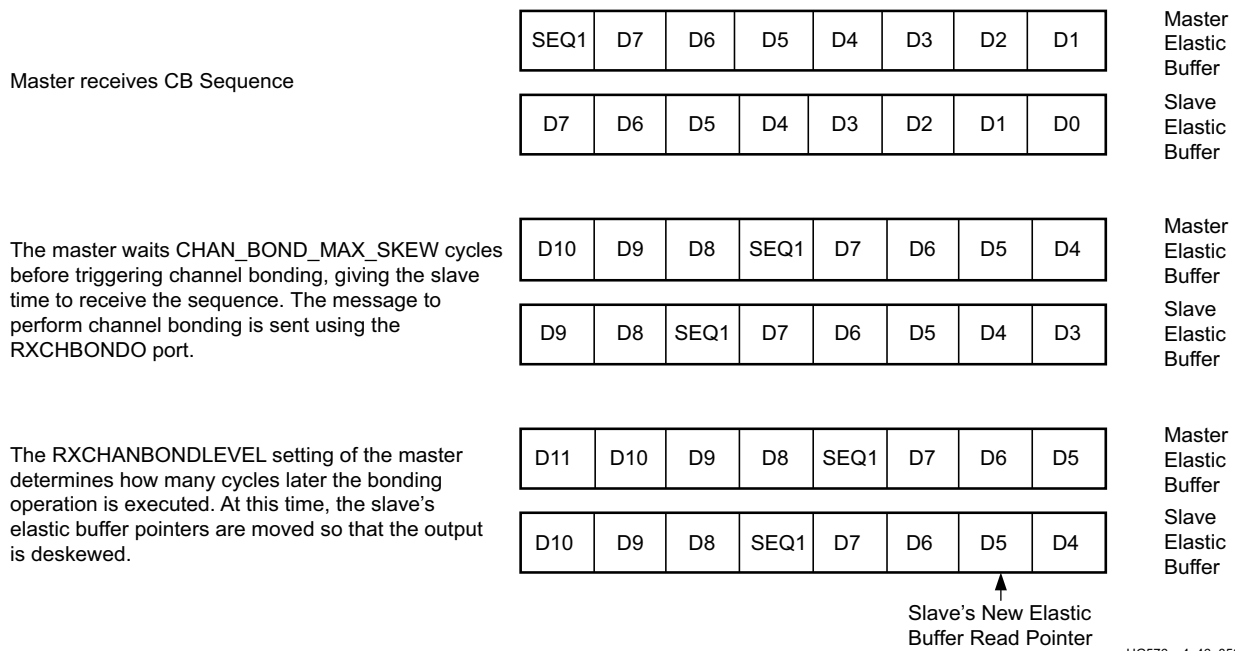 Master receives CB Sequence
SEQ1 D7 D6 D5 D4 D3 D2 D1
Master
Elastic
Buffer
D7 D6 D5 D4 D3 D2 D1 D0
Slave
Elastic
Buffer
The master waits CHAN_BOND_MAX_SKEW cycles
before triggering channel bonding, giving the slave
time to receive the sequence. The message to
perform channel bonding is sent using the
RXCHBONDO port.
D10 D9 D8 SEQ1 D7 D6 D5 D4
Master
Elastic
Buffer
D9 D8 SEQ1 D7 D6 D5 D4 D3
Slave
Elastic
Buffer
The RXCHANBONDLEVEL setting of the master
determines how many cycles later the bonding
operation is executed. At this time, the slave's
elastic buffer pointers are moved so that the output
is deskewed.
D11 D10 D9 D8 SEQ1 D7 D6 D5
Master
Elastic
Buffer
D10 D9 D8 SEQ1 D7 D6 D5 D4
Slave
Elastic
Buffer
Slave's New Elastic
Buffer Read Pointer